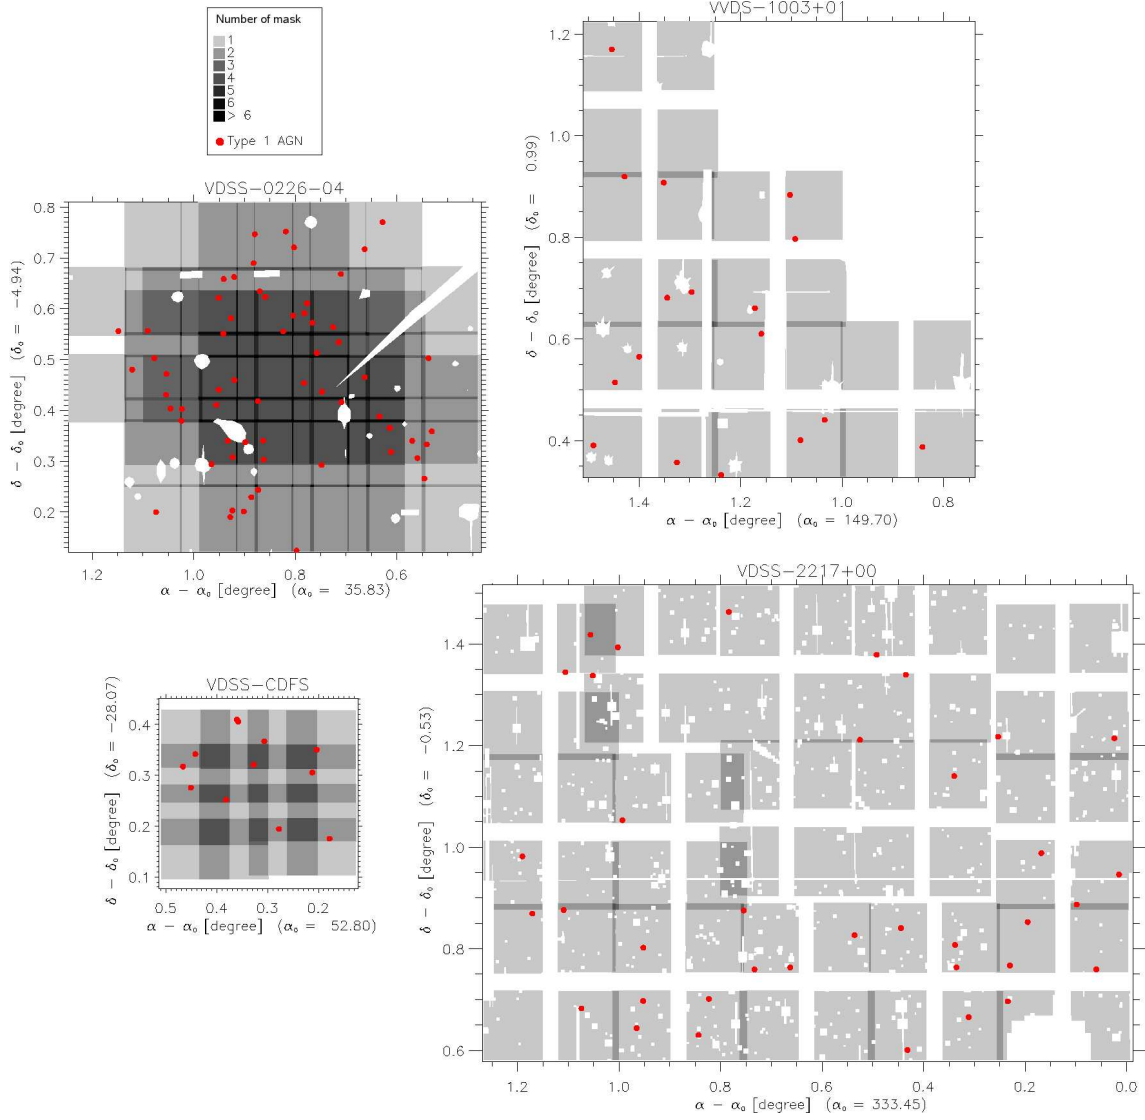 Number of mask
1
2
3
4
5
6
> 6
Type 1 AGN
VVDS-1003+01
1.2
1.0
0.8
0.6
0.4
δ - δ₀ [degree] (δ₀ = 0.99)
1.4 1.2 1.0 0.8
α - α₀ [degree] (α₀ = 149.70)
VDSS-0226-04
0.8
0.7
0.6
0.5
0.4
0.3
0.2
δ - δ₀ [degree] (δ₀ = -4.94)
1.2 1.0 0.8 0.6
α - α₀ [degree] (α₀ = 35.83)
VDSS-2217+00
1.4
1.2
1.0
0.8
0.6
δ - δ₀ [degree] (δ₀ = -0.53)
1.2 1.0 0.8 0.6 0.4 0.2 0.0
α - α₀ [degree] (α₀ = 333.45)
VDSS-CDFS
0.4
0.3
0.2
0.1
δ - δ₀ [degree] (δ₀ = -28.07)
0.5 0.4 0.3 0.2
α - α₀ [degree] (α₀ = 52.80)